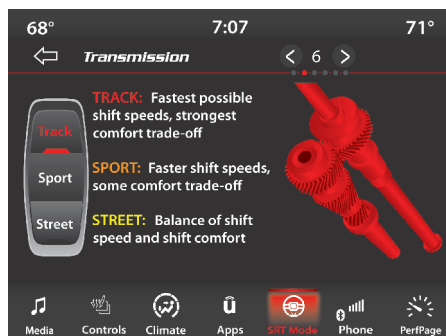 68° 7:07 71°
Transmission < 6 >
TRACK: Fastest possible
shift speeds, strongest
comfort trade-off
Track
SPORT: Faster shift speeds,
some comfort trade-off
Sport
STREET: Balance of shift
speed and shift comfort
Street
Media Controls Climate Apps SRT Mode Phone PerfPage